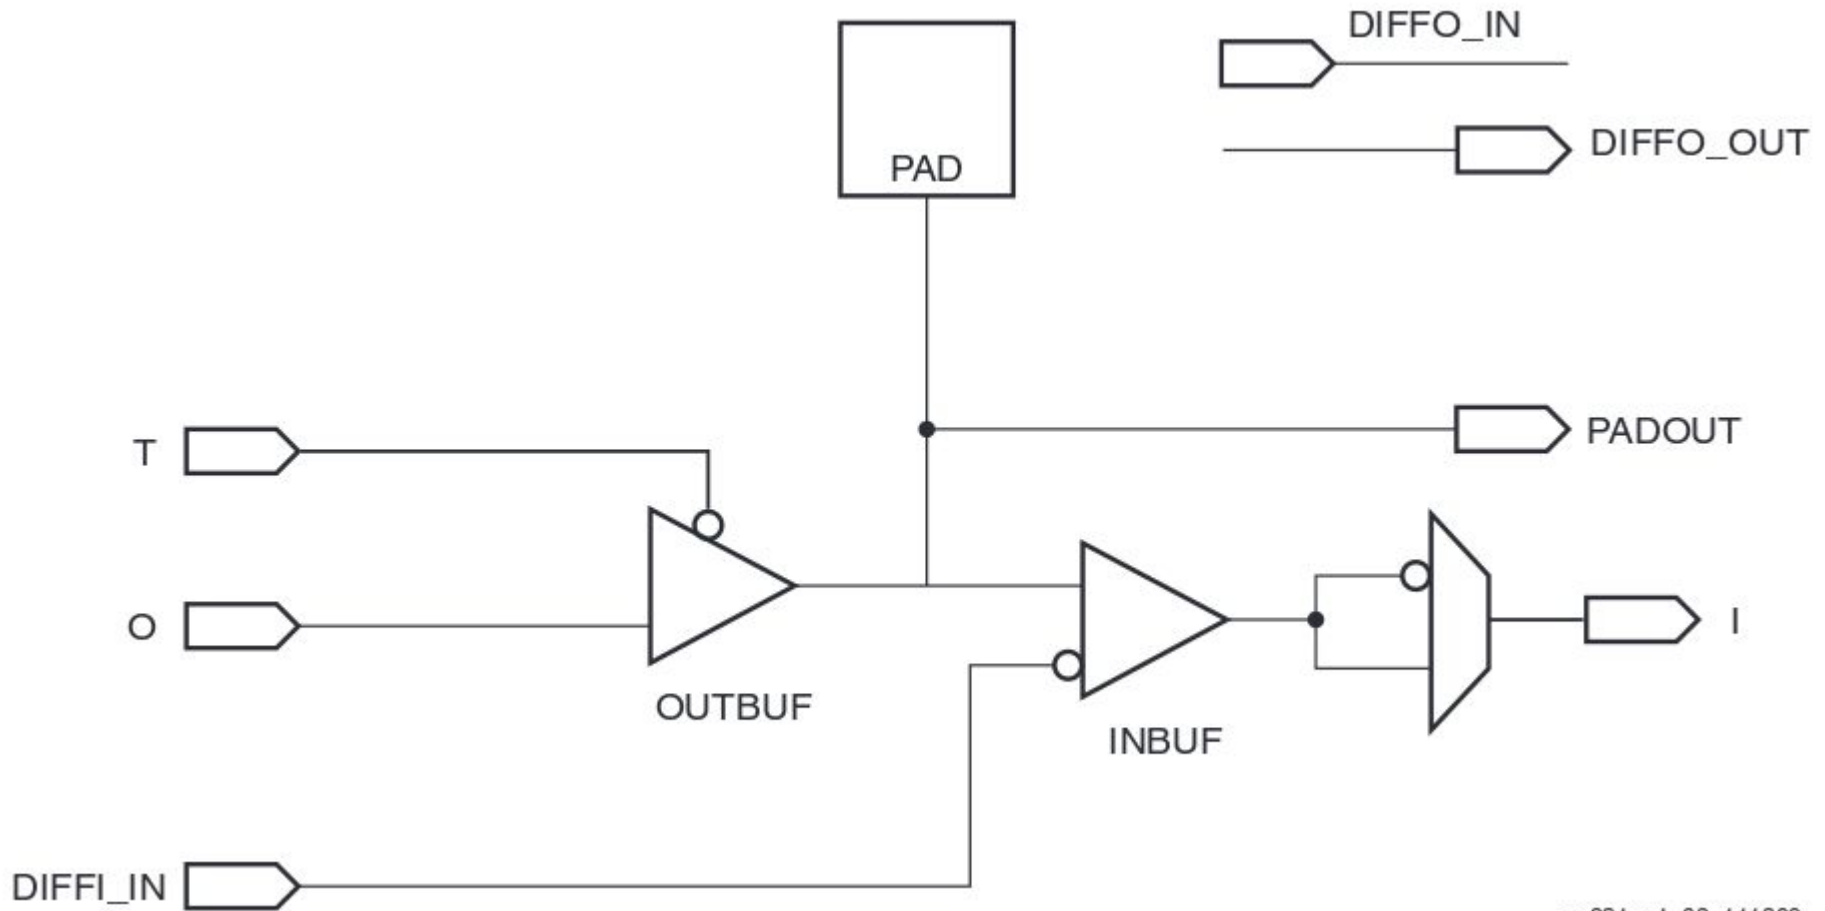 DIFFO_IN
DIFFO_OUT
PAD
T
PADOUT
O
I
OUTBUF
INBUF
DIFFI_IN